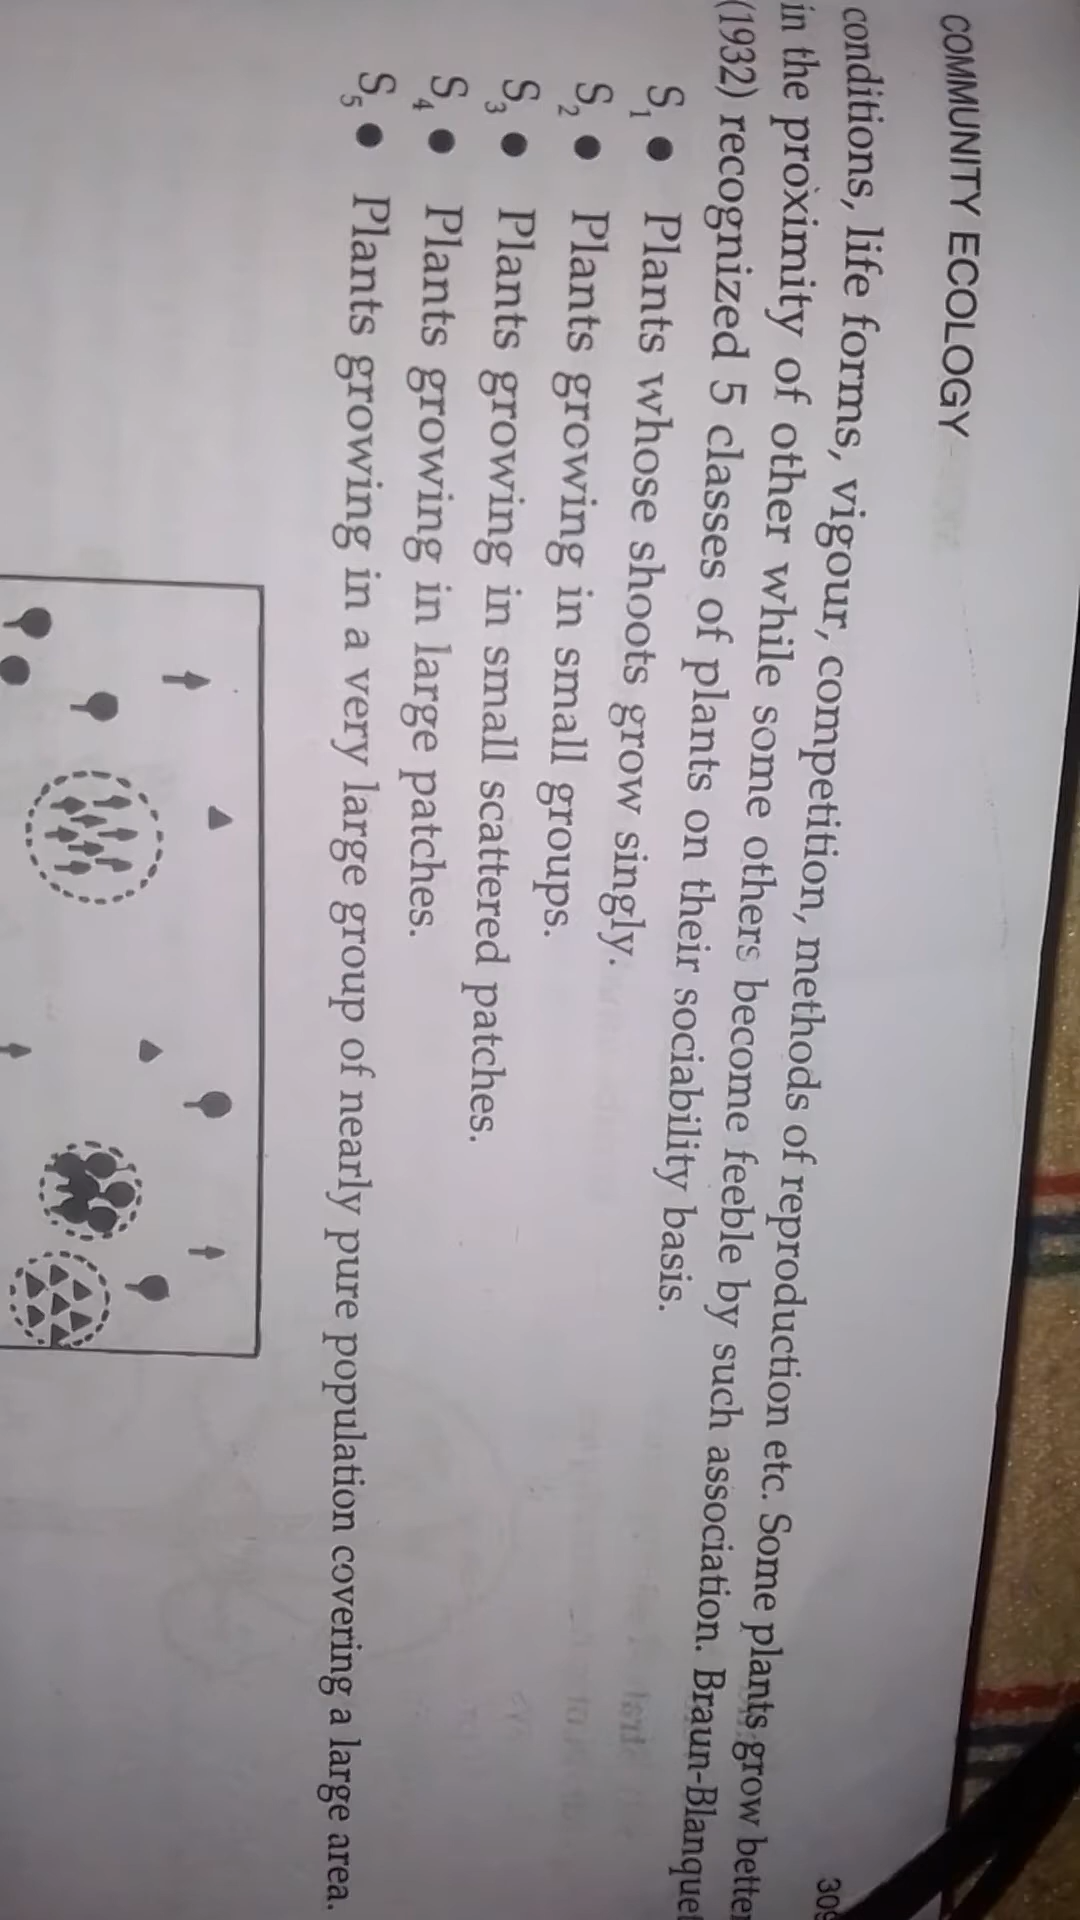 COMMUNITY ECOLOGY
309
conditions, life forms, vigour, competition, methods of reproduction etc. Some plants grow better
in the proximity of other while some others become feeble by such association. Braun-Blanquet
(1932) recognized 5 classes of plants on their sociability basis.
S₁ ● Plants whose shoots grow singly.
S₂ ● Plants growing in small groups.
S₃ ● Plants growing in small scattered patches.
S₄ ● Plants growing in large patches.
S₅ ● Plants growing in a very large group of nearly pure population covering a large area.